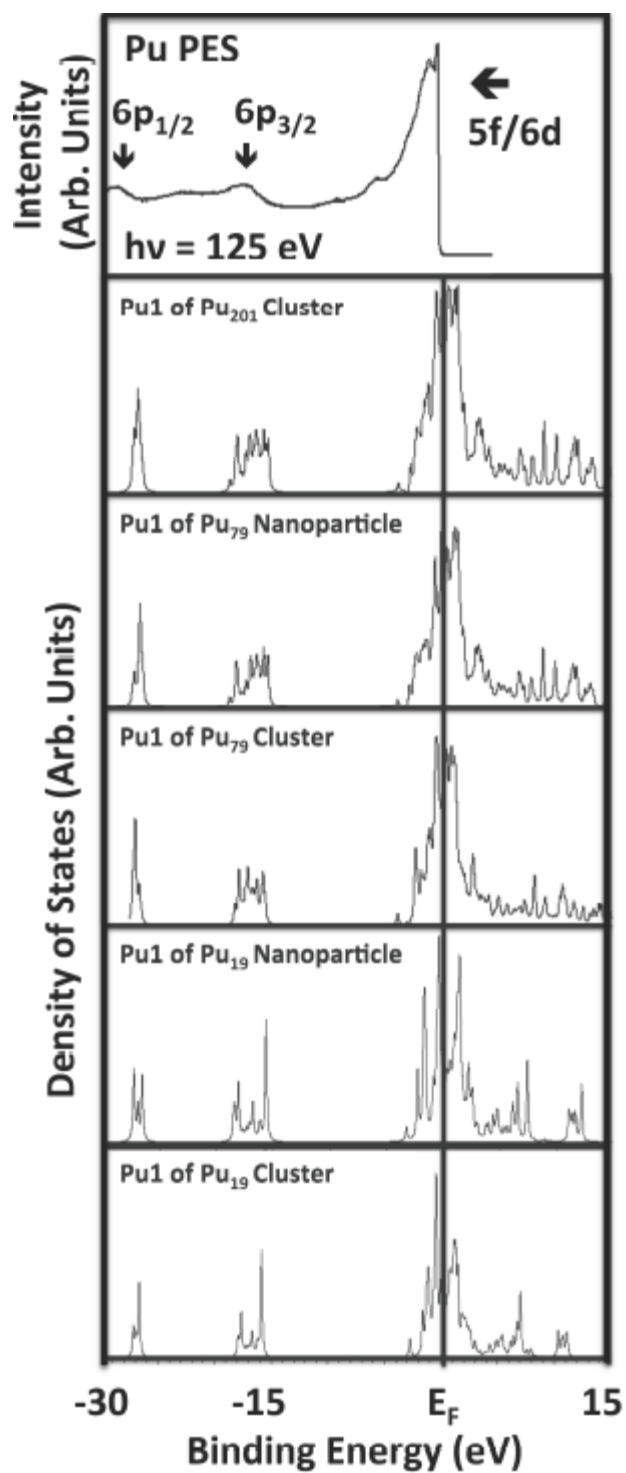 Pu PES
6p1/2
6p3/2
5f/6d
hν = 125 eV
Intensity
(Arb. Units)
Pu1 of Pu201 Cluster
Pu1 of Pu79 Nanoparticle
Pu1 of Pu79 Cluster
Pu1 of Pu19 Nanoparticle
Pu1 of Pu19 Cluster
Density of States (Arb. Units)
-30 -15 EF 15
Binding Energy (eV)